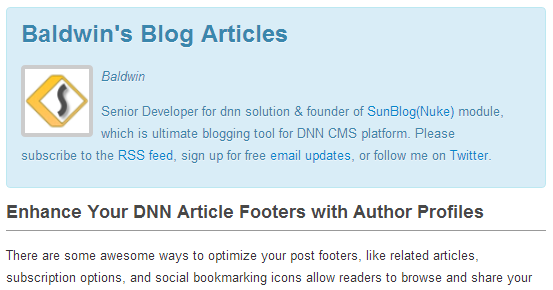 Baldwin's Blog Articles
Baldwin
Senior Developer for dnn solution & founder of SunBlog(Nuke) module,
which is ultimate blogging tool for DNN CMS platform. Please
subscribe to the RSS feed, sign up for free email updates, or follow me on Twitter.
Enhance Your DNN Article Footers with Author Profiles
There are some awesome ways to optimize your post footers, like related articles,
subscription options, and social bookmarking icons allow readers to browse and share your